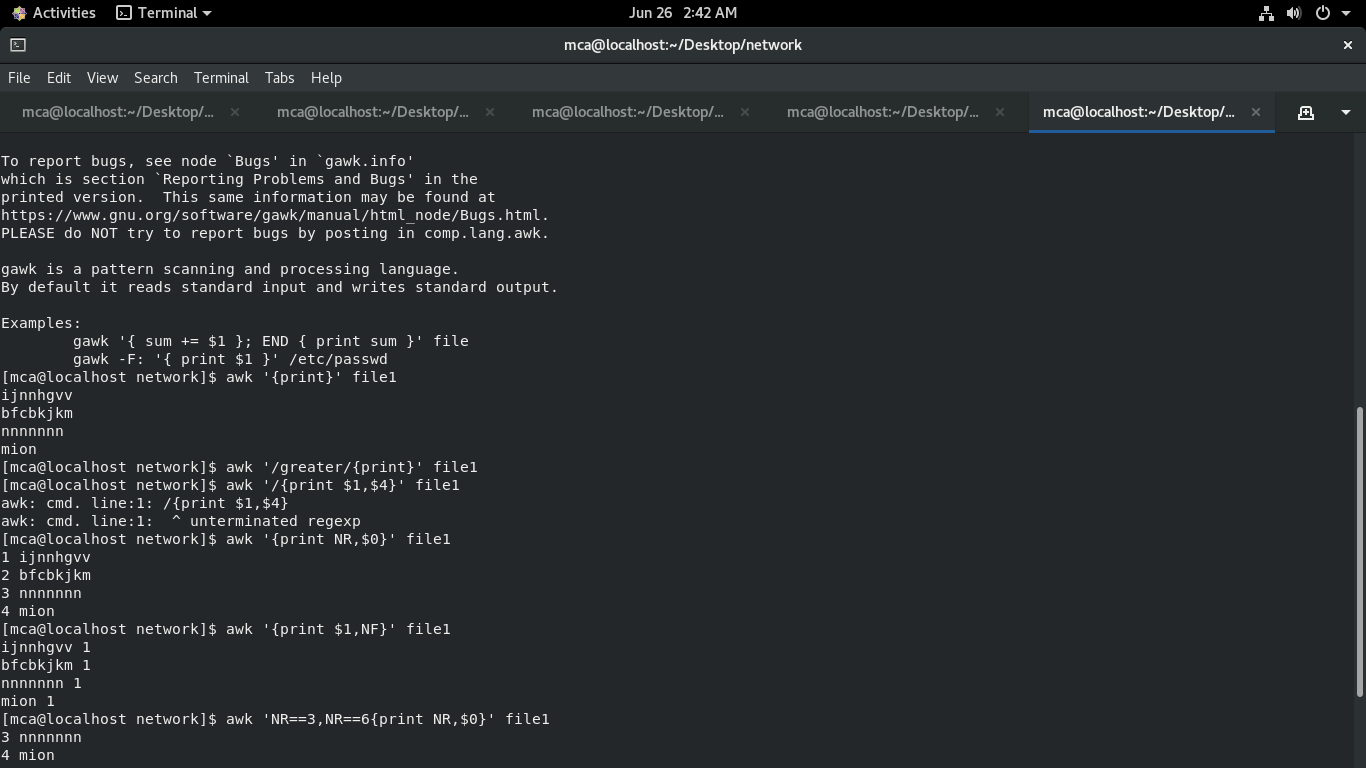 Activities Terminal Jun 26 2:42 AM
mca@localhost:~/Desktop/network
File Edit View Search Terminal Tabs Help
mca@localhost:~/Desktop/... mca@localhost:~/Desktop/... mca@localhost:~/Desktop/... mca@localhost:~/Desktop/... mca@localhost:~/Desktop/...
To report bugs, see node `Bugs' in `gawk.info'
which is section `Reporting Problems and Bugs' in the
printed version.  This same information may be found at
https://www.gnu.org/software/gawk/manual/html_node/Bugs.html.
PLEASE do NOT try to report bugs by posting in comp.lang.awk.
gawk is a pattern scanning and processing language.
By default it reads standard input and writes standard output.
Examples:
        gawk '{ sum += $1 }; END { print sum }' file
        gawk -F: '{ print $1 }' /etc/passwd
[mca@localhost network]$ awk '{print}' file1
ijnnhgvv
bfcbkjkm
nnnnnnn
mion
[mca@localhost network]$ awk '/greater/{print}' file1
[mca@localhost network]$ awk '/{print $1,$4}' file1
awk: cmd. line:1: /{print $1,$4}
awk: cmd. line:1:  ^ unterminated regexp
[mca@localhost network]$ awk '{print NR,$0}' file1
1 ijnnhgvv
2 bfcbkjkm
3 nnnnnnn
4 mion
[mca@localhost network]$ awk '{print $1,NF}' file1
ijnnhgvv 1
bfcbkjkm 1
nnnnnnn 1
mion 1
[mca@localhost network]$ awk 'NR==3,NR==6{print NR,$0}' file1
3 nnnnnnn
4 mion